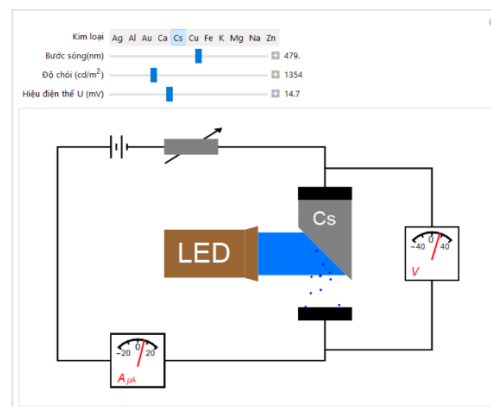 Kim loại Ag Al Au Ca Cs Cu Fe K Mg Na Zn
Bước sóng(nm) 479.
Độ chói (cd/m²) 1354
Hiệu điện thế U (mV) 14.7
Cs
LED
-40 0 40
V
-20 0 20
A μA